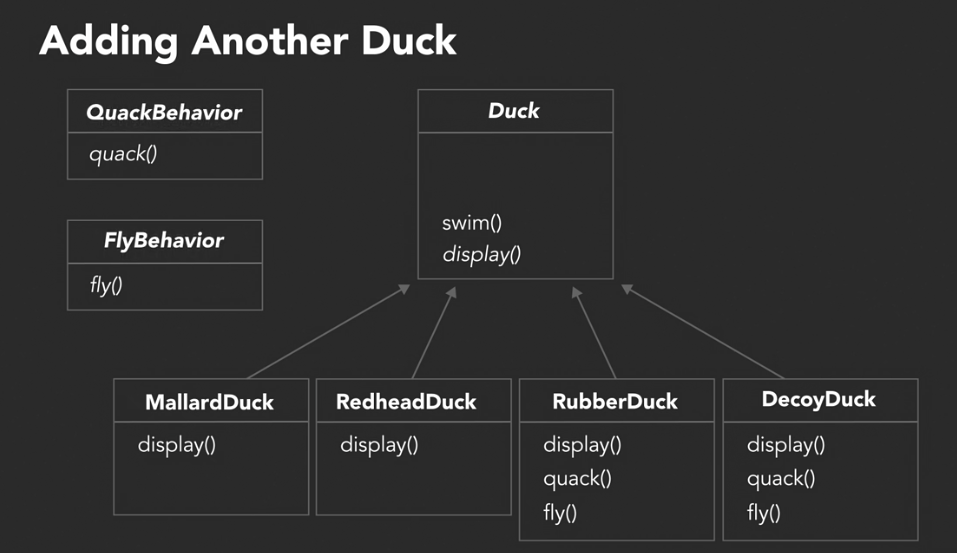 Adding Another Duck
QuackBehavior
quack()
FlyBehavior
fly()
Duck
swim()
display()
MallardDuck
display()
RedheadDuck
display()
RubberDuck
display()
quack()
fly()
DecoyDuck
display()
quack()
fly()